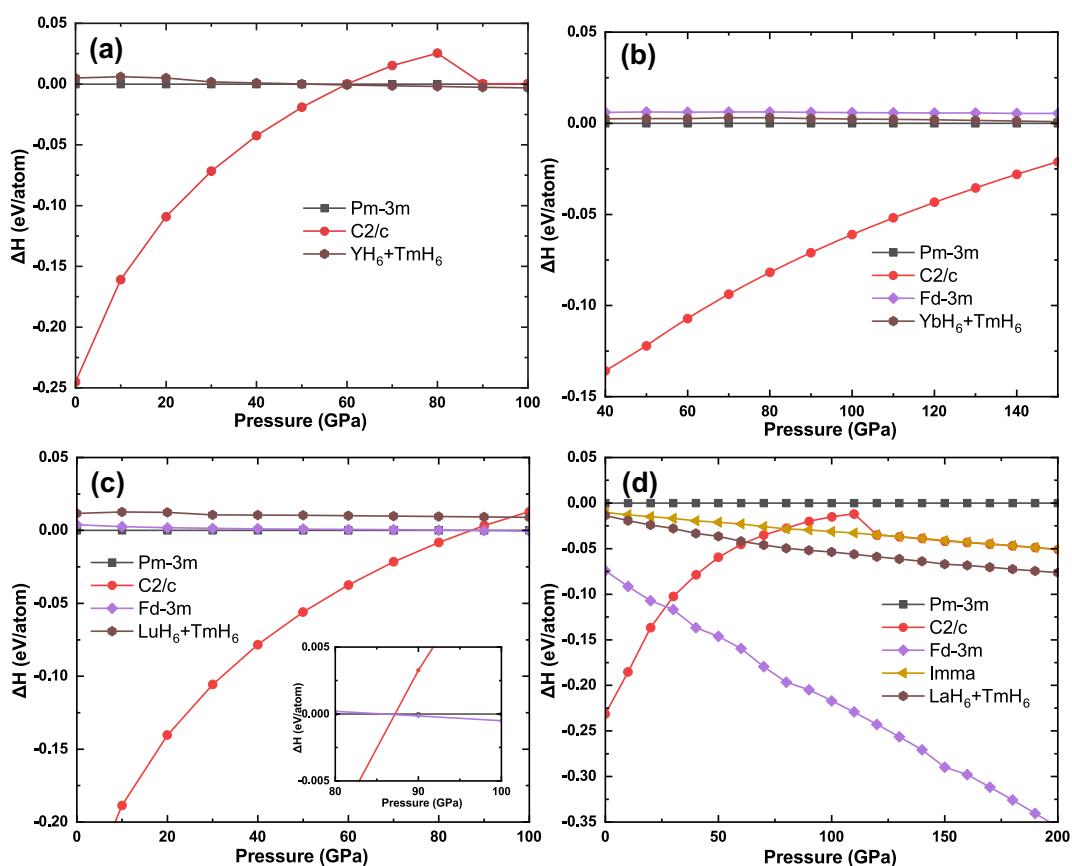 (a)
0.05
0.00
-0.05
-0.10
-0.15
-0.20
-0.25
ΔH (eV/atom)
Pm-3m
C2/c
YH₆+TmH₆
0 20 40 60 80 100
Pressure (GPa)
(b)
0.05
0.00
-0.05
-0.10
-0.15
ΔH (eV/atom)
Pm-3m
C2/c
Fd-3m
YbH₆+TmH₆
40 60 80 100 120 140
Pressure (GPa)
(c)
0.05
0.00
-0.05
-0.10
-0.15
-0.20
ΔH (eV/atom)
Pm-3m
C2/c
Fd-3m
LuH₆+TmH₆
0.005
0.000
-0.005
ΔH (eV/atom)
80 85 90 95 100
Pressure (GPa)
0 20 40 60 80 100
Pressure (GPa)
(d)
0.05
0.00
-0.05
-0.10
-0.15
-0.20
-0.25
-0.30
-0.35
ΔH (eV/atom)
Pm-3m
C2/c
Fd-3m
Imma
LaH₆+TmH₆
0 50 100 150 200
Pressure (GPa)